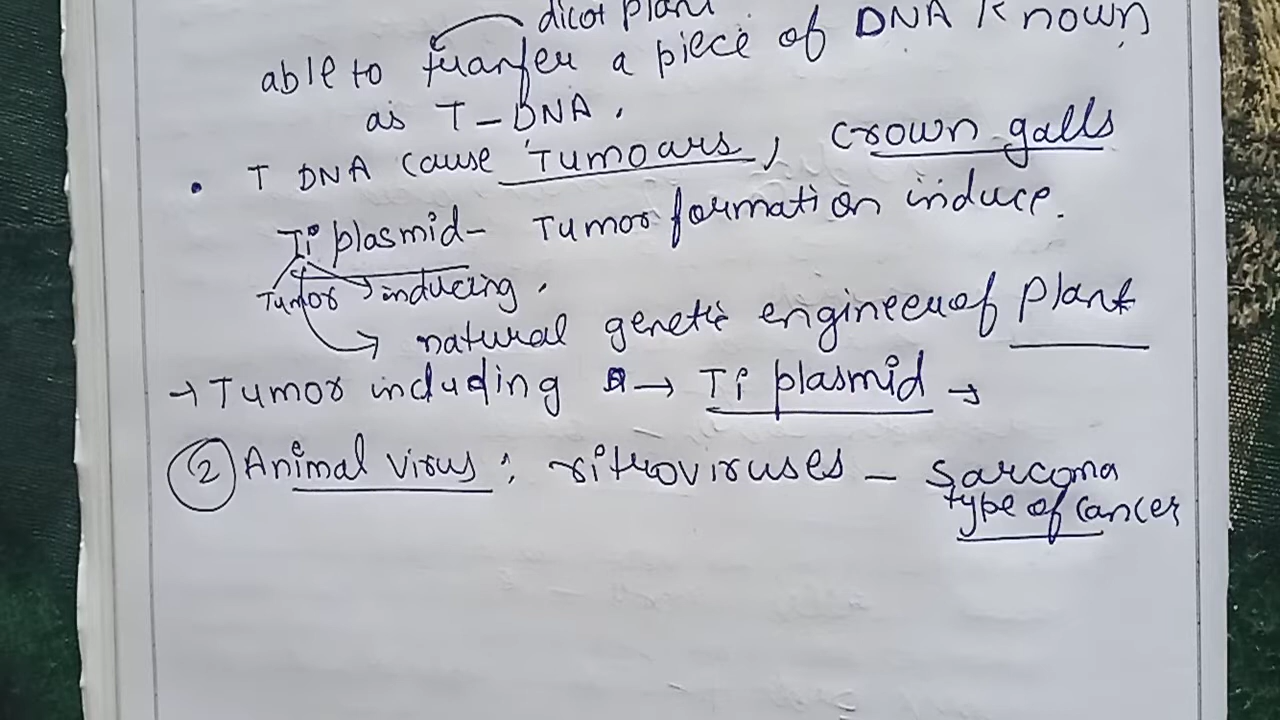 dicot plant
able to tranfer a piece of DNA Known
as T-DNA.
• T DNA cause Tumours, Crown galls
Ti plasmid- Tumor formation induce.
Tumor inducing.
→ natural genetic engineer of plant
→ Tumor including → Ti plasmid →
② Animal virus: ritroviruses - Sarcoma
type of cancer